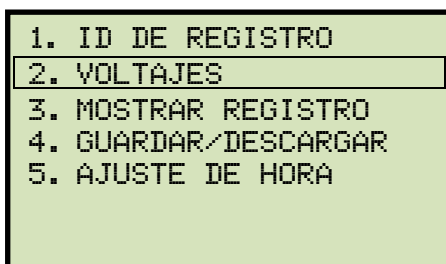 1. ID DE REGISTRO
2. VOLTAJES
3. MOSTRAR REGISTRO
4. GUARDAR/DESCARGAR
5. AJUSTE DE HORA